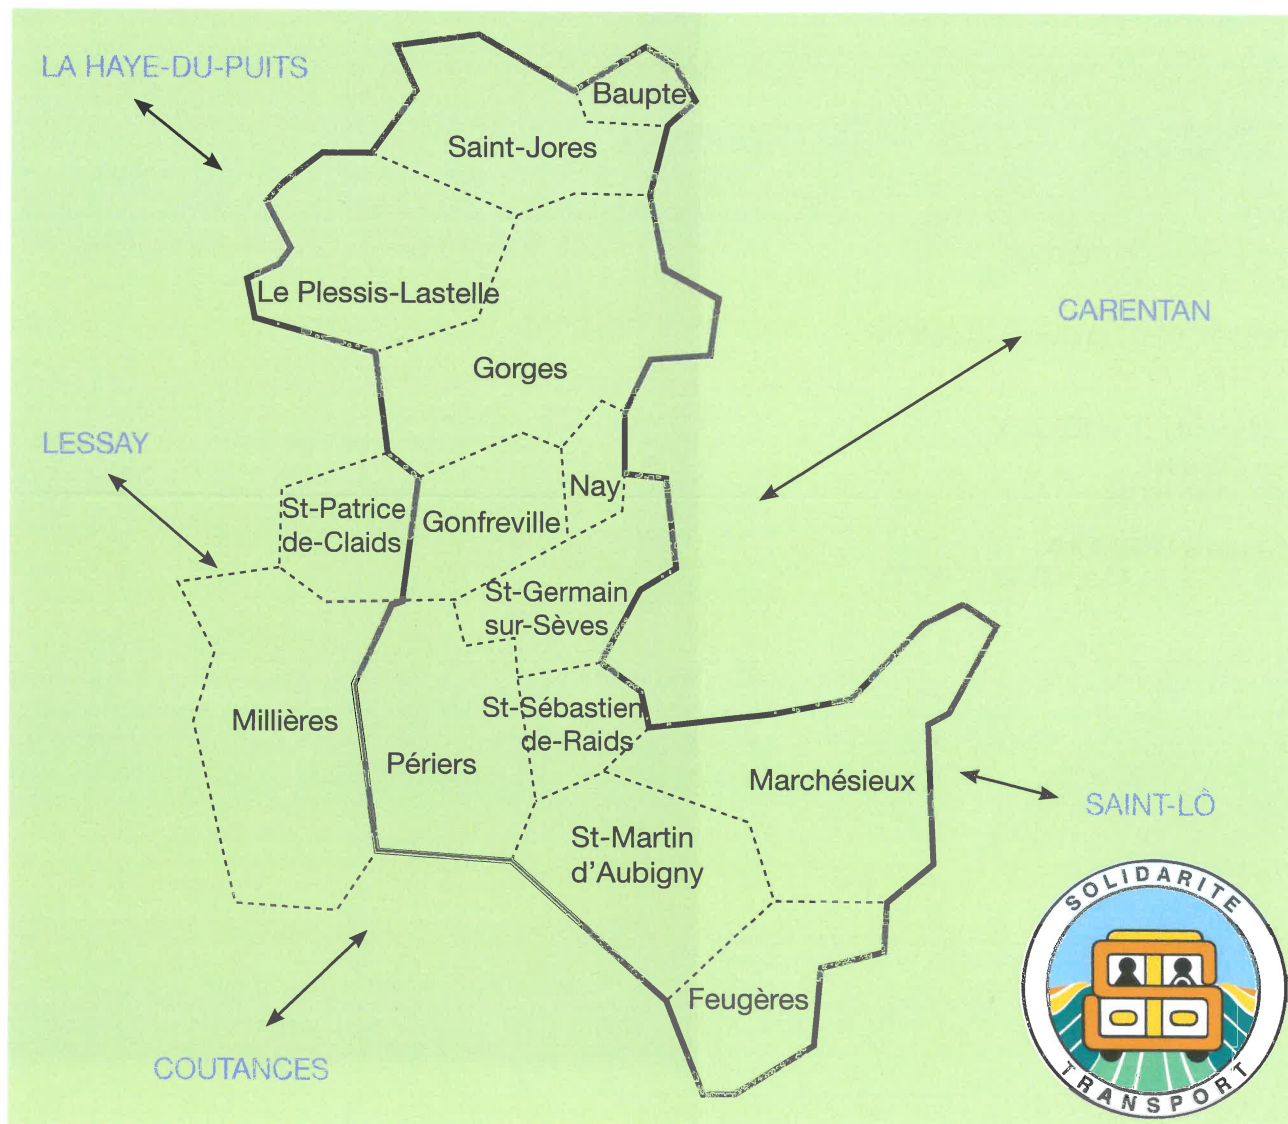 LA HAYE-DU-PUITS
Baupte
Saint-Jores
Le Plessis-Lastelle
CARENTAN
Gorges
LESSAY
Nay
St-Patrice
de-Claids
Gonfreville
St-Germain
sur-Sèves
Millières
St-Sébastien
de-Raids
Périers
Marchésieux
SAINT-LÔ
St-Martin
d'Aubigny
Feugères
COUTANCES
SOLIDARITE
TRANSPORT